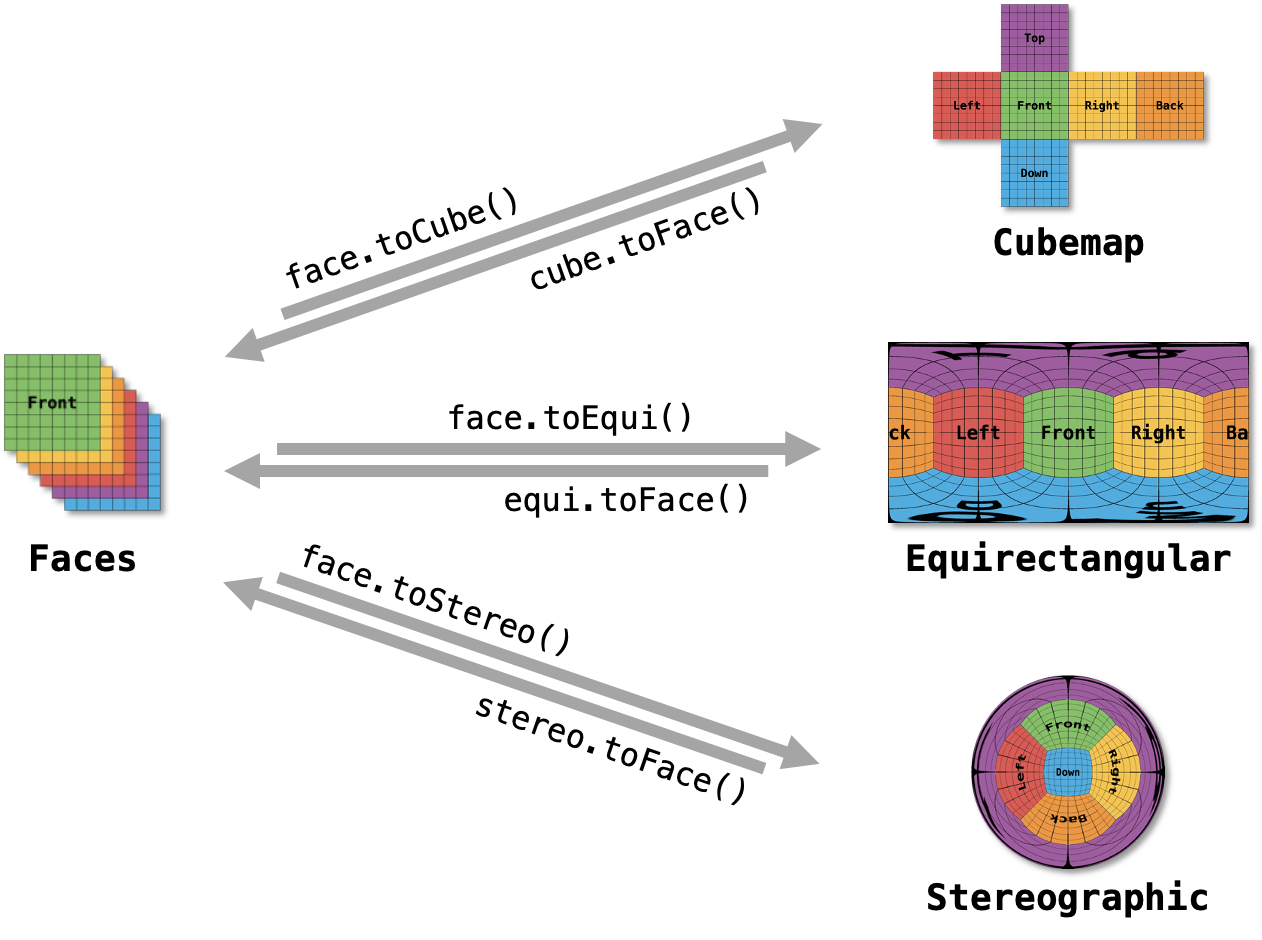 Top
Left Front Right Back
Down
Cubemap
face.toCube()
cube.toFace()
Front
Faces
face.toEqui()
equi.toFace()
ck Left Front Right Ba
Equirectangular
face.toStereo()
stereo.toFace()
Front
Left Down Right
Back
Stereographic